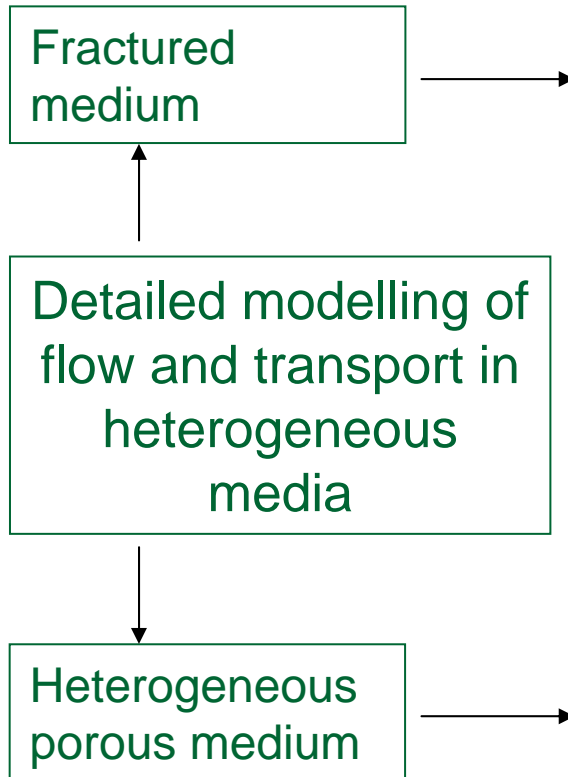 Fractured
medium
Detailed modelling of
flow and transport in
heterogeneous
media
Heterogeneous
porous medium